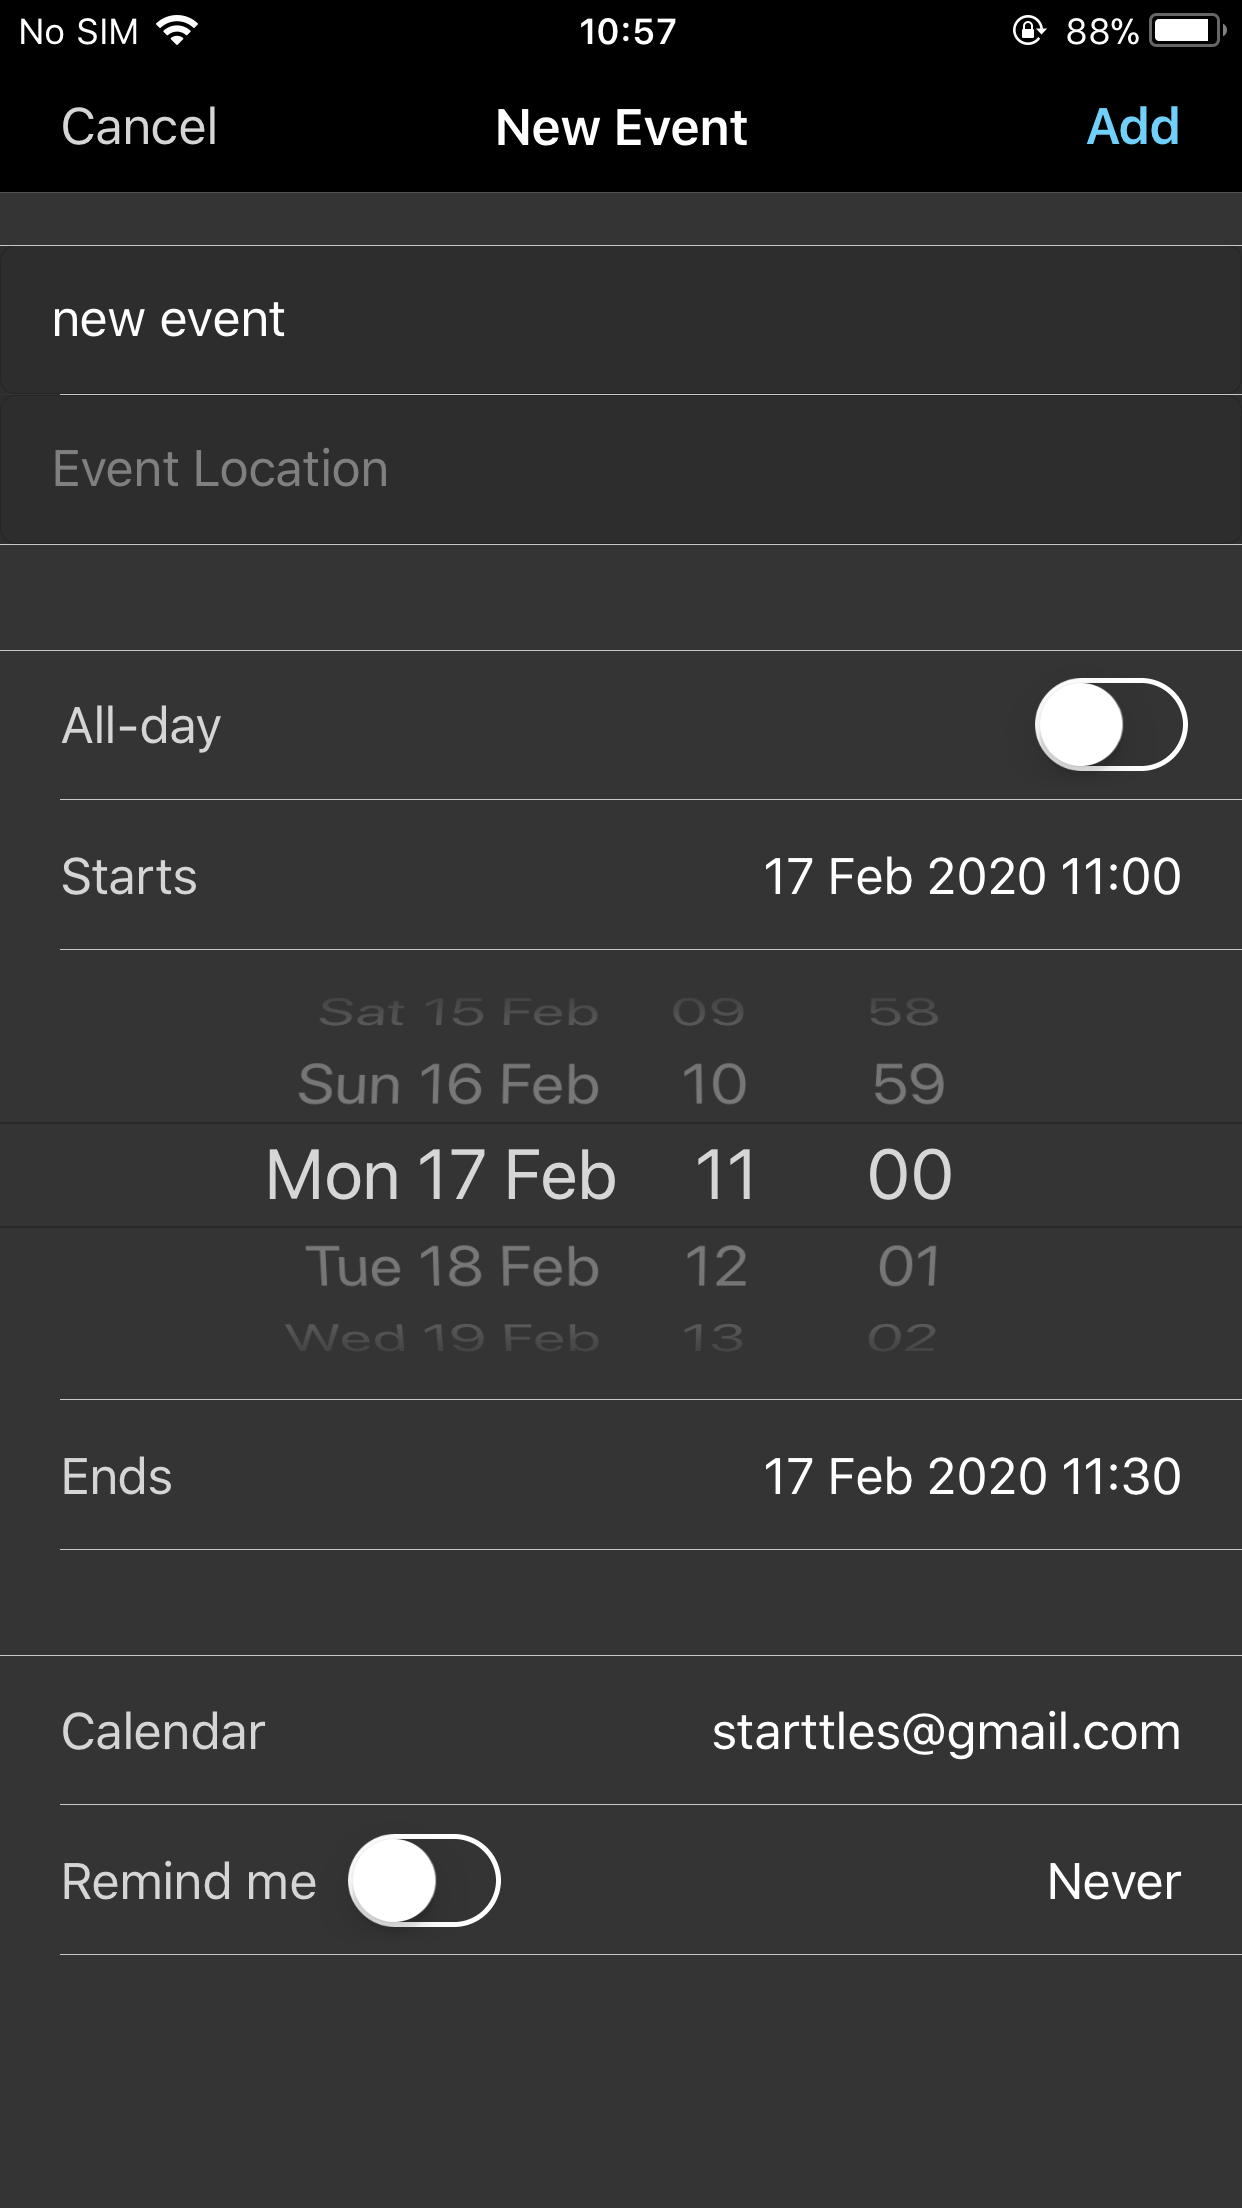 No SIM 10:57 88%
Cancel New Event Add
new event
Event Location
All-day
Starts 17 Feb 2020 11:00
Sat 15 Feb 09 58
Sun 16 Feb 10 59
Mon 17 Feb 11 00
Tue 18 Feb 12 01
Wed 19 Feb 13 02
Ends 17 Feb 2020 11:30
Calendar starttles@gmail.com
Remind me Never